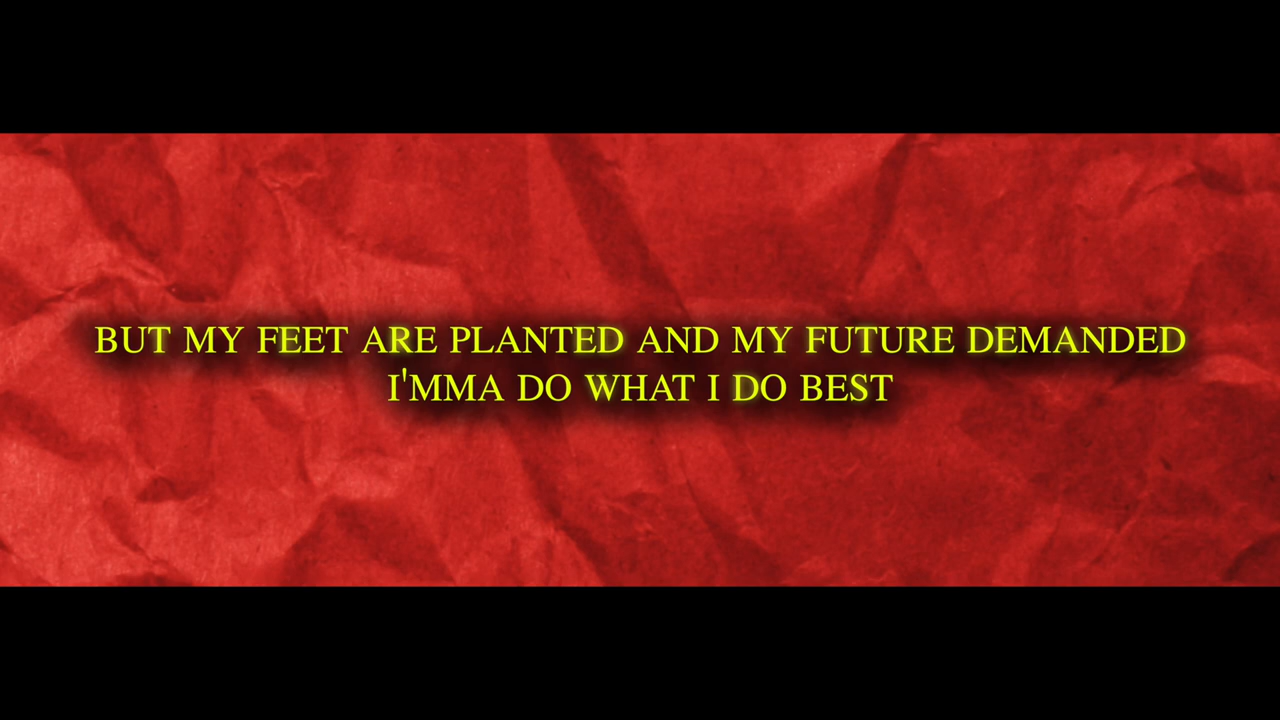 BUT MY FEET ARE PLANTED AND MY FUTURE DEMANDED
I'MMA DO WHAT I DO BEST